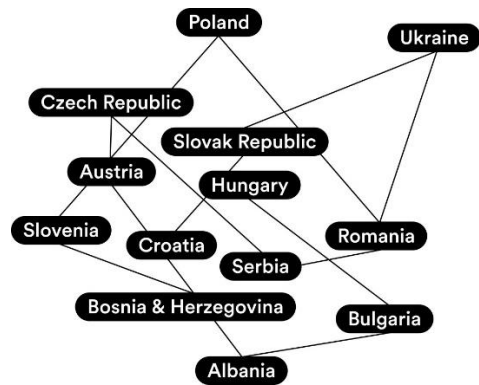 Poland
Ukraine
Czech Republic
Slovak Republic
Austria
Hungary
Slovenia
Croatia
Romania
Serbia
Bosnia & Herzegovina
Bulgaria
Albania